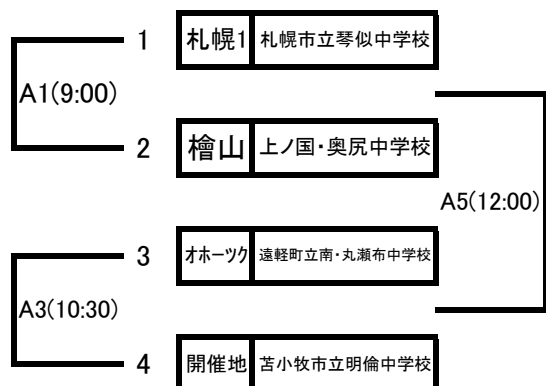 1 札幌1 札幌市立琴似中学校
A1(9:00)
2 檜山 上ノ国・奥尻中学校
A5(12:00)
3 オホーツク 遠軽町立南・丸瀬布中学校
A3(10:30)
4 開催地 苫小牧市立明倫中学校